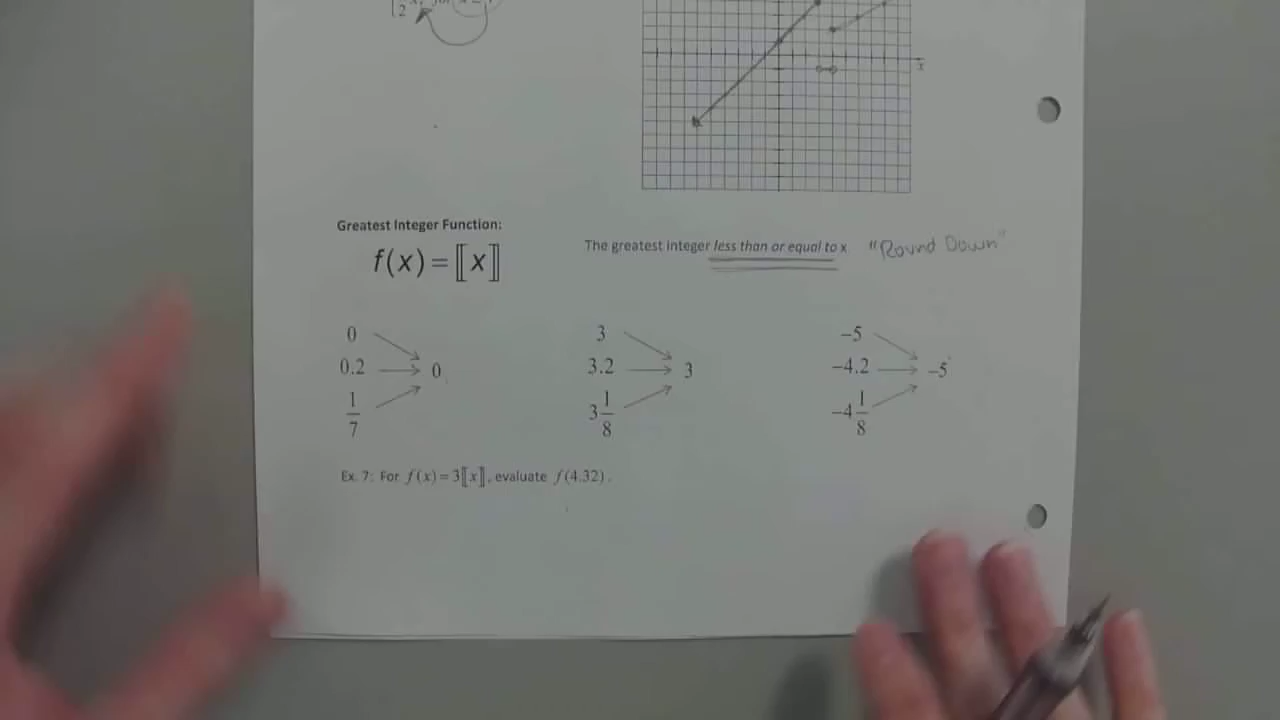 x
Greatest Integer Function:
f(x) = ⟦x⟧
The greatest integer less than or equal to x "Round Down"
0
0.2
1/7
0
3
3.2
3 1/8
3
−5
−4.2
−4 1/8
−5
Ex. 7: For f(x) = 3⟦x⟧, evaluate f(4.32).